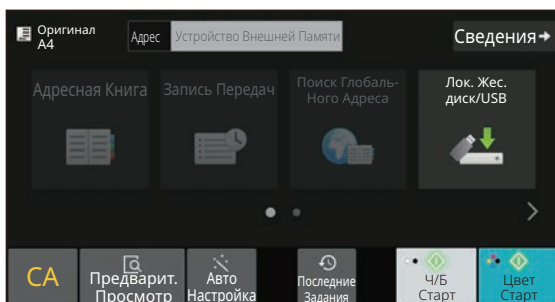 Оригинал
A4
Адрес
Устройство Внешней Памяти
Сведения
Адресная Книга
Запись Передач
Поиск Глобаль-
Ного Адреса
Лок. Жес.
диск/USB
CA
Предварит.
Просмотр
Авто
Настройка
Последние
Задания
Ч/Б
Старт
Цвет
Старт